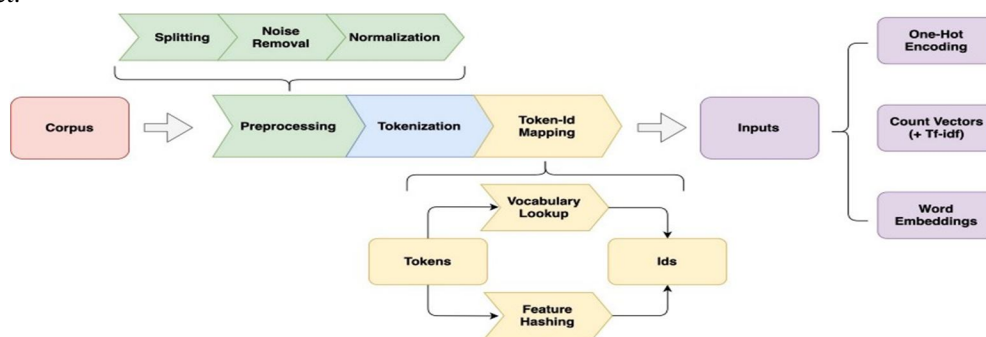 Splitting
Noise
Removal
Normalization
Corpus
Preprocessing
Tokenization
Token-Id
Mapping
Inputs
One-Hot
Encoding
Count Vectors
(+ Tf-idf)
Word
Embeddings
Vocabulary
Lookup
Tokens
Ids
Feature
Hashing